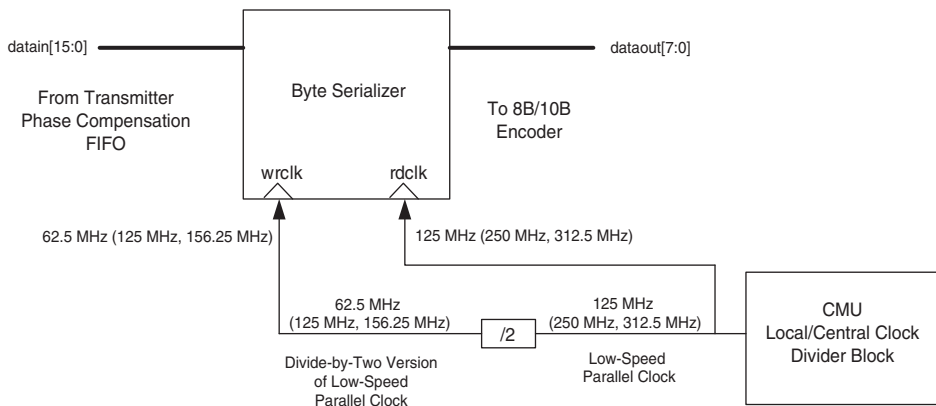 datain[15:0]
dataout[7:0]
Byte Serializer
From Transmitter
Phase Compensation
FIFO
To 8B/10B
Encoder
wrclk
rdclk
62.5 MHz (125 MHz, 156.25 MHz)
125 MHz (250 MHz, 312.5 MHz)
62.5 MHz
(125 MHz, 156.25 MHz)
/2
125 MHz
(250 MHz, 312.5 MHz)
CMU
Local/Central Clock
Divider Block
Divide-by-Two Version
of Low-Speed
Parallel Clock
Low-Speed
Parallel Clock